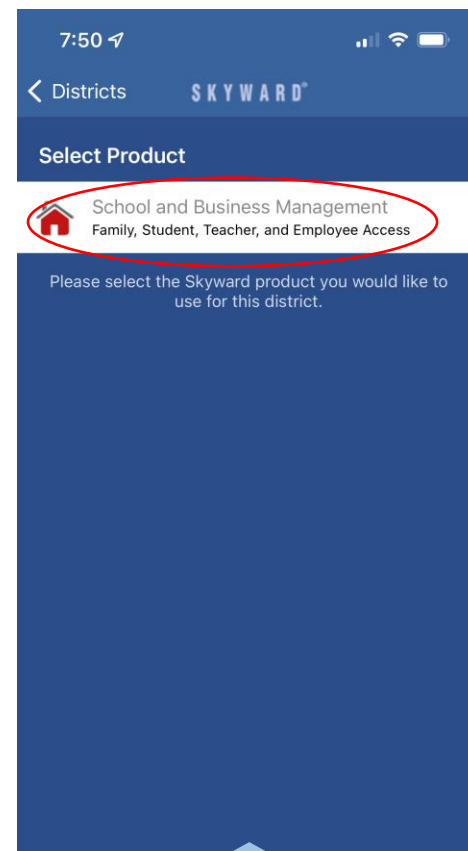 7:50
Districts
SKYWARD®
Select Product
School and Business Management
Family, Student, Teacher, and Employee Access
Please select the Skyward product you would like to
use for this district.